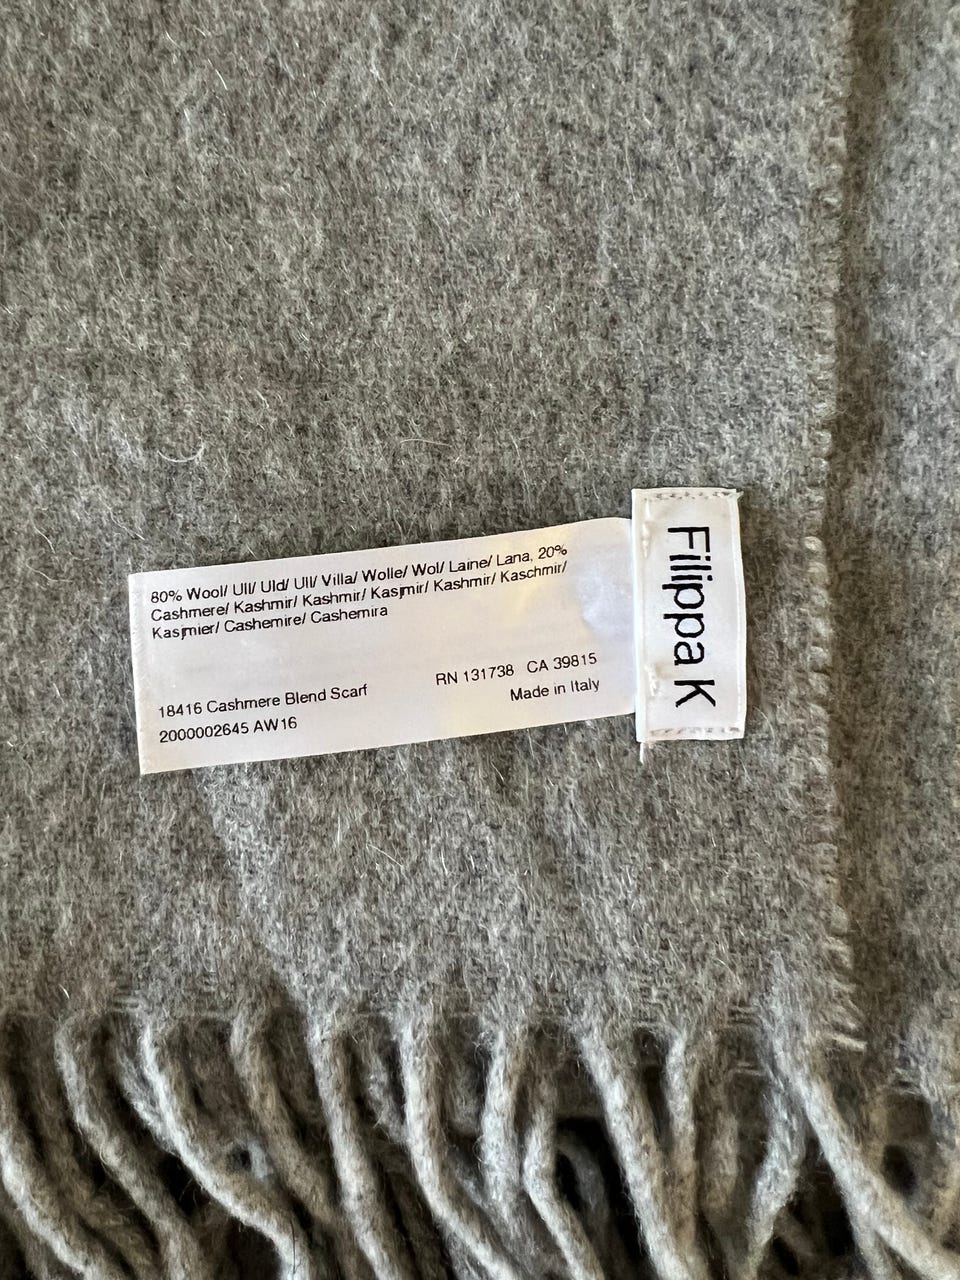 80% Wool/ Ull/ Uld/ Ull/ Villa/ Wolle/ Wol/ Laine/ Lana, 20%
Cashmere/ Kashmir/ Kashmir/ Kasjmir/ Kashmir/ Kaschmir/
Kasjmier/ Cashemire/ Cashemira
RN 131738 CA 39815
18416 Cashmere Blend Scarf
Made in Italy
2000002645 AW16
Filippa K